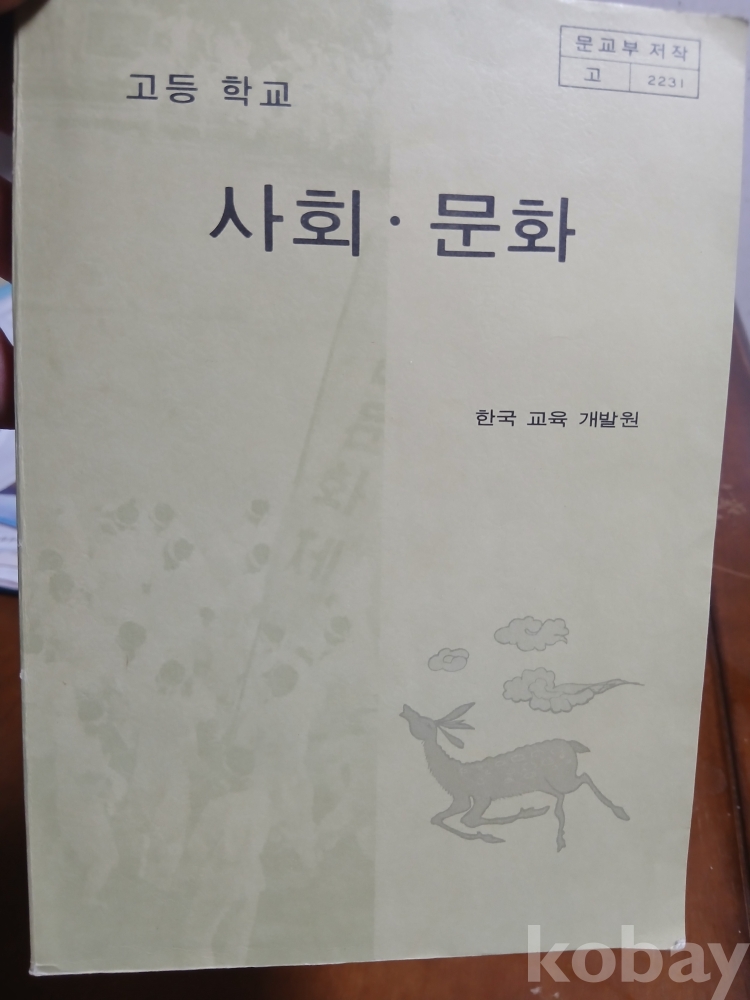 문교부 저작
고 2231
고등 학교
사회·문화
한국 교육 개발원
kobay